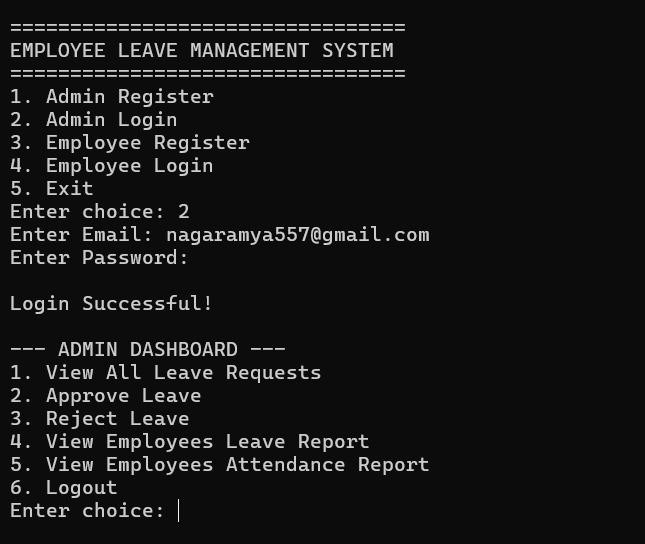 =================================
EMPLOYEE LEAVE MANAGEMENT SYSTEM
=================================
1. Admin Register
2. Admin Login
3. Employee Register
4. Employee Login
5. Exit
Enter choice: 2
Enter Email: nagaramya557@gmail.com
Enter Password:

Login Successful!

--- ADMIN DASHBOARD ---
1. View All Leave Requests
2. Approve Leave
3. Reject Leave
4. View Employees Leave Report
5. View Employees Attendance Report
6. Logout
Enter choice: